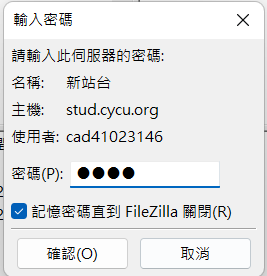 輸入密碼
請輸入此伺服器的密碼:
名稱: 新站台
主機: stud.cycu.org
使用者: cad41023146
密碼(P): ●●●●
記憶密碼直到 FileZilla 關閉(R)
確認(O) 取消